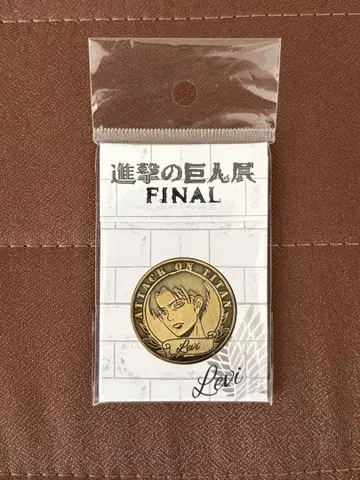 進撃の巨人展
FINAL
ATTACK ON TITAN
Levi
Levi